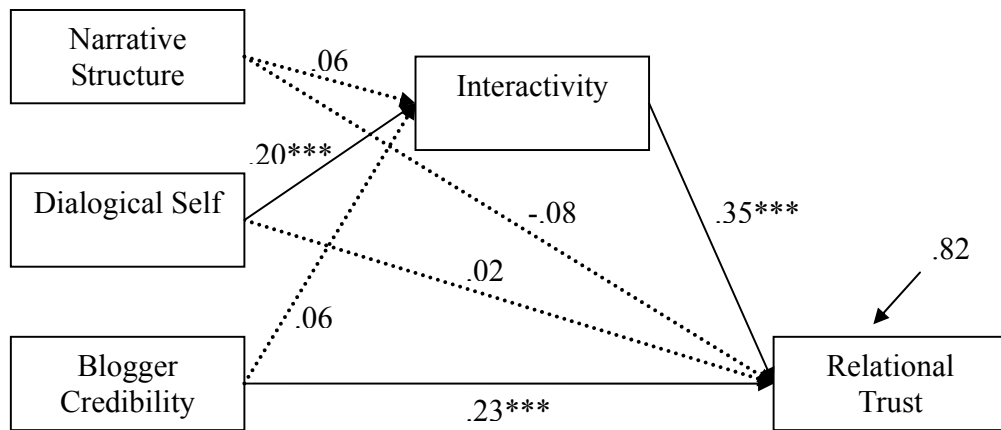 Narrative
Structure
.06
Interactivity
.20***
Dialogical Self
-.08
.35***
.82
.02
.06
Blogger
Credibility
Relational
Trust
.23***